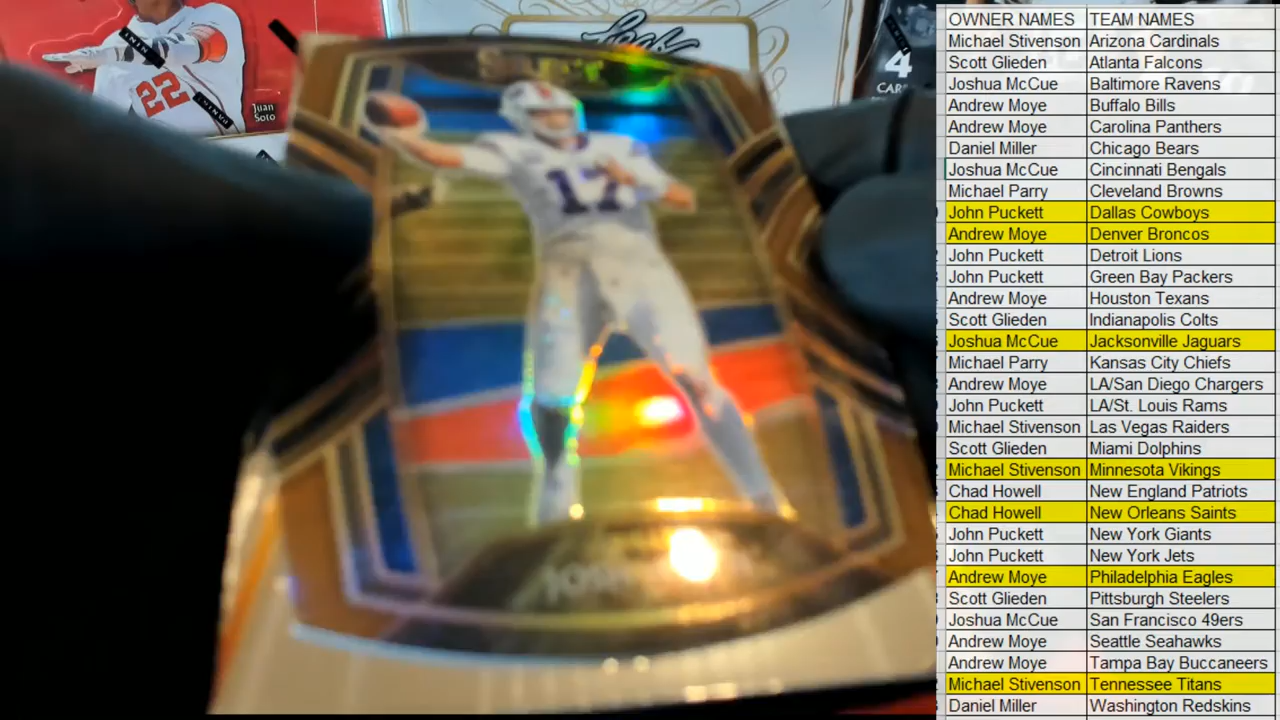 22
Juan
Soto
PANINI
Leaf
4
CAR
17
JOSH
OWNER NAMES TEAM NAMES
Michael Stivenson Arizona Cardinals
Scott Glieden Atlanta Falcons
Joshua McCue Baltimore Ravens
Andrew Moye Buffalo Bills
Andrew Moye Carolina Panthers
Daniel Miller Chicago Bears
Joshua McCue Cincinnati Bengals
Michael Parry Cleveland Browns
John Puckett Dallas Cowboys
Andrew Moye Denver Broncos
John Puckett Detroit Lions
John Puckett Green Bay Packers
Andrew Moye Houston Texans
Scott Glieden Indianapolis Colts
Joshua McCue Jacksonville Jaguars
Michael Parry Kansas City Chiefs
Andrew Moye LA/San Diego Chargers
John Puckett LA/St. Louis Rams
Michael Stivenson Las Vegas Raiders
Scott Glieden Miami Dolphins
Michael Stivenson Minnesota Vikings
Chad Howell New England Patriots
Chad Howell New Orleans Saints
John Puckett New York Giants
John Puckett New York Jets
Andrew Moye Philadelphia Eagles
Scott Glieden Pittsburgh Steelers
Joshua McCue San Francisco 49ers
Andrew Moye Seattle Seahawks
Andrew Moye Tampa Bay Buccaneers
Michael Stivenson Tennessee Titans
Daniel Miller Washington Redskins